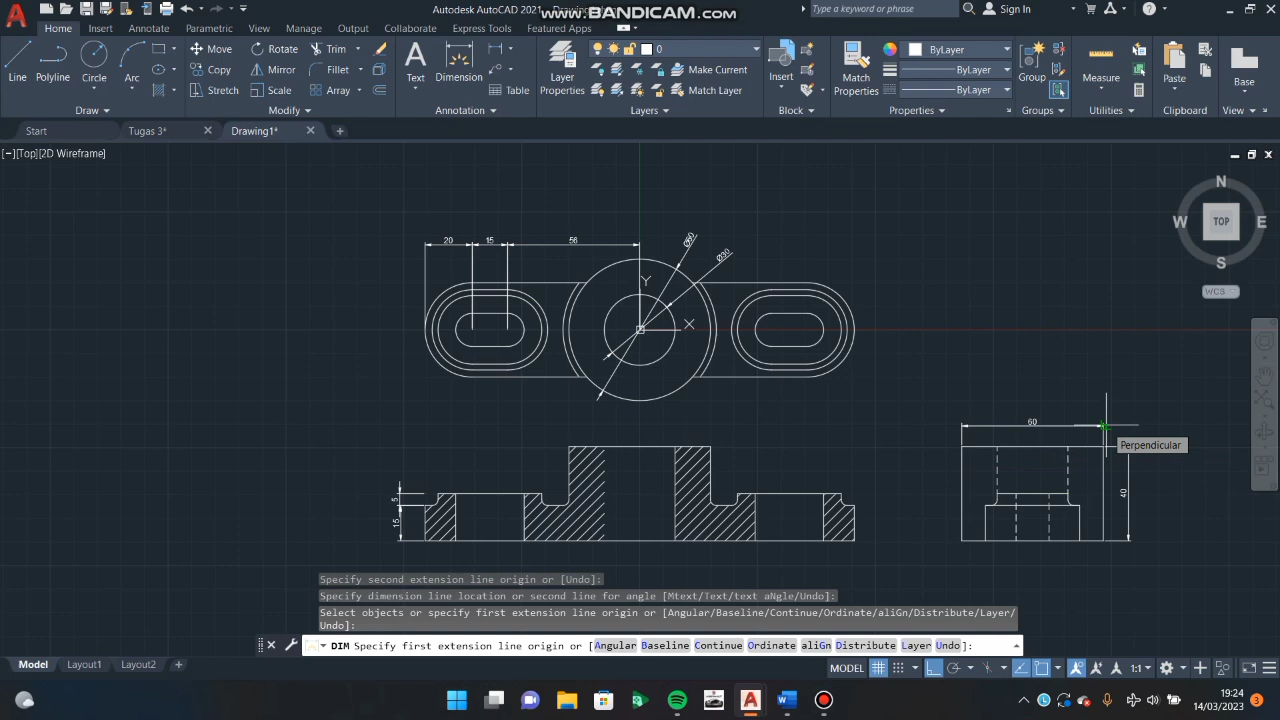 Autodesk AutoCAD 2021
www.BANDICAM.com
Type a keyword or phrase
Sign In
Home Insert Annotate Parametric View Manage Output Collaborate Express Tools Featured Apps
Line Polyline Circle Arc
Move Rotate Trim
Copy Mirror Fillet
Stretch Scale Array
Text Dimension Table
Layer Properties
0
Make Current
Match Layer
Insert
Match Properties
ByLayer
ByLayer
ByLayer
Group
Measure
Paste
Base
Draw Modify Annotation Layers Block Properties Groups Utilities Clipboard View
Start Tugas 3* Drawing1*
[−][Top][2D Wireframe]
N
W TOP E
S
WCS
20 15 56 Ø60 Ø30
Y
X
60
Perpendicular
5
15
40
Specify second extension line origin or [Undo]:
Specify dimension line location or second line for angle [Mtext/Text/text aNgle/Undo]:
Select objects or specify first extension line origin or [Angular/Baseline/Continue/Ordinate/aliGn/Distribute/Layer/
Undo]:
DIM Specify first extension line origin or [Angular Baseline Continue Ordinate aliGn Distribute Layer Undo]:
Model Layout1 Layout2 +
MODEL 1:1
19:24
14/03/2023
3